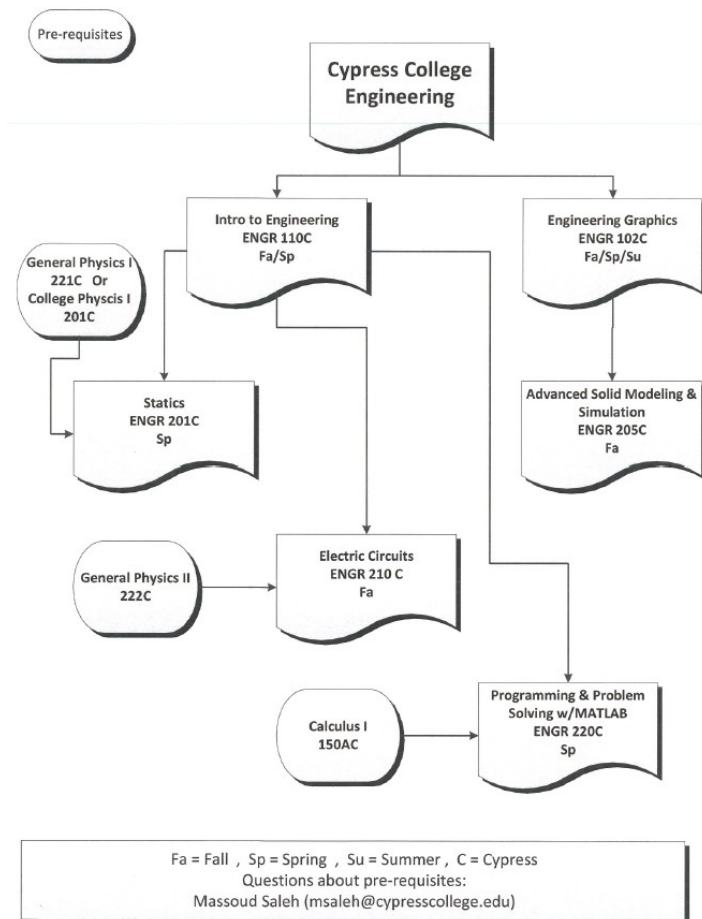 Pre-requisites
Cypress College
Engineering
Intro to Engineering
ENGR 110C
Fa/Sp
Engineering Graphics
ENGR 102C
Fa/Sp/Su
General Physics I
221C Or
College Physcis I
201C
Statics
ENGR 201C
Sp
Advanced Solid Modeling &
Simulation
ENGR 205C
Fa
General Physics II
222C
Electric Circuits
ENGR 210 C
Fa
Calculus I
150AC
Programming & Problem
Solving w/MATLAB
ENGR 220C
Sp
Fa = Fall , Sp = Spring , Su = Summer , C = Cypress
Questions about pre-requisites:
Massoud Saleh (msaleh@cypresscollege.edu)